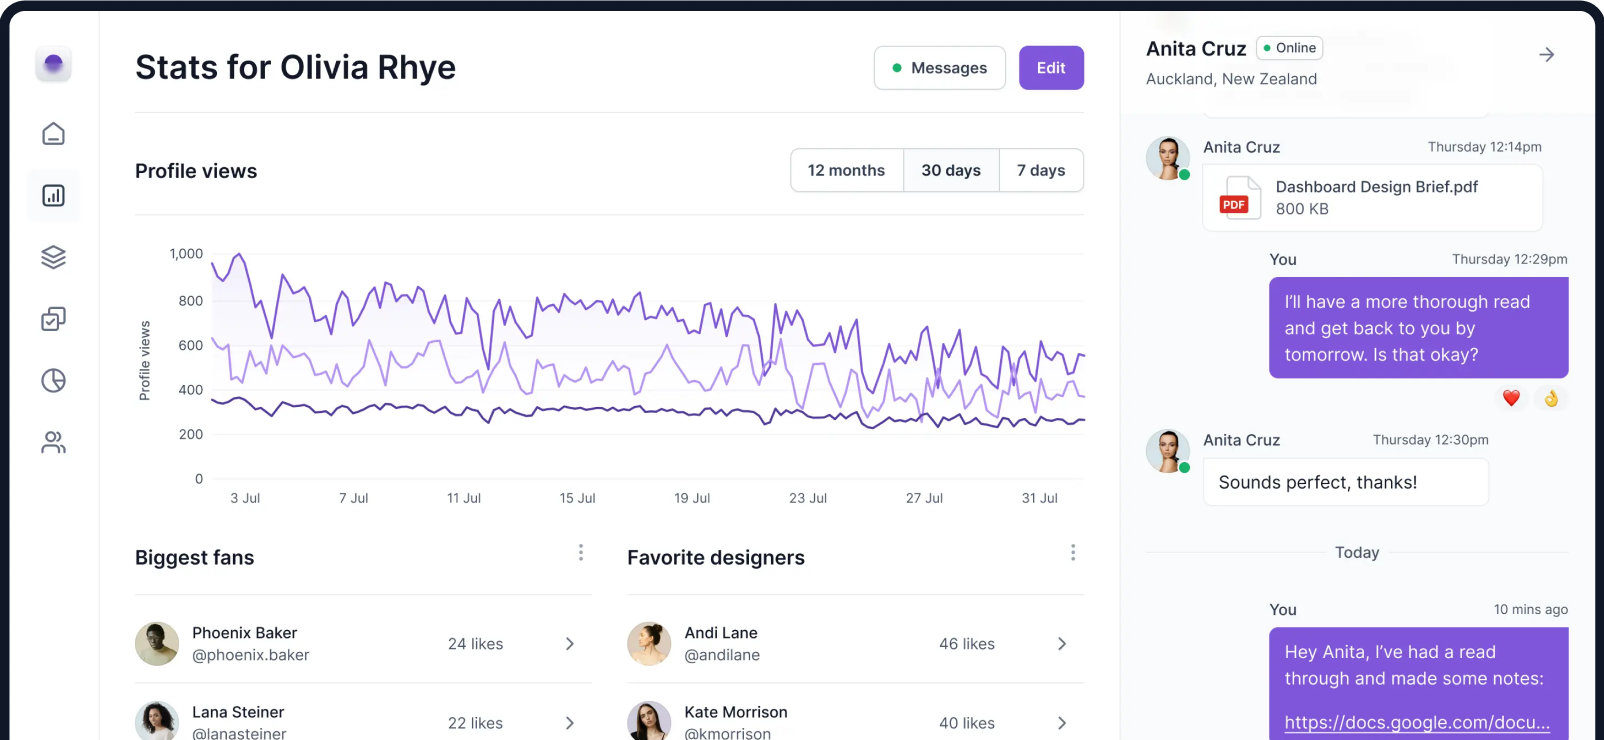 Stats for Olivia Rhye
Messages
Edit
Profile views
12 months
30 days
7 days
Profile views
1,000
800
600
400
200
0
3 Jul
7 Jul
11 Jul
15 Jul
19 Jul
23 Jul
27 Jul
31 Jul
Biggest fans
Phoenix Baker
@phoenix.baker
24 likes
Lana Steiner
@lanasteiner
22 likes
Favorite designers
Andi Lane
@andilane
46 likes
Kate Morrison
@kmorrison
40 likes
Anita Cruz
Online
Auckland, New Zealand
Anita Cruz
Thursday 12:14pm
PDF
Dashboard Design Brief.pdf
800 KB
You
Thursday 12:29pm
I’ll have a more thorough read
and get back to you by
tomorrow. Is that okay?
Anita Cruz
Thursday 12:30pm
Sounds perfect, thanks!
Today
You
10 mins ago
Hey Anita, I’ve had a read
through and made some notes:
https://docs.google.com/docu...